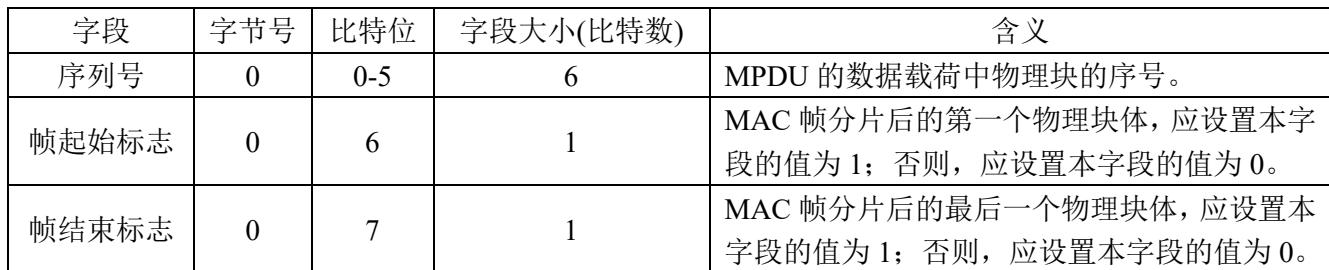 字段 字节号 比特位 字段大小(比特数) 含义
序列号 0 0-5 6 MPDU 的数据载荷中物理块的序号。
帧起始标志 0 6 1 MAC 帧分片后的第一个物理块体，应设置本字
段的值为 1；否则，应设置本字段的值为 0。
帧结束标志 0 7 1 MAC 帧分片后的最后一个物理块体，应设置本
字段的值为 1；否则，应设置本字段的值为 0。